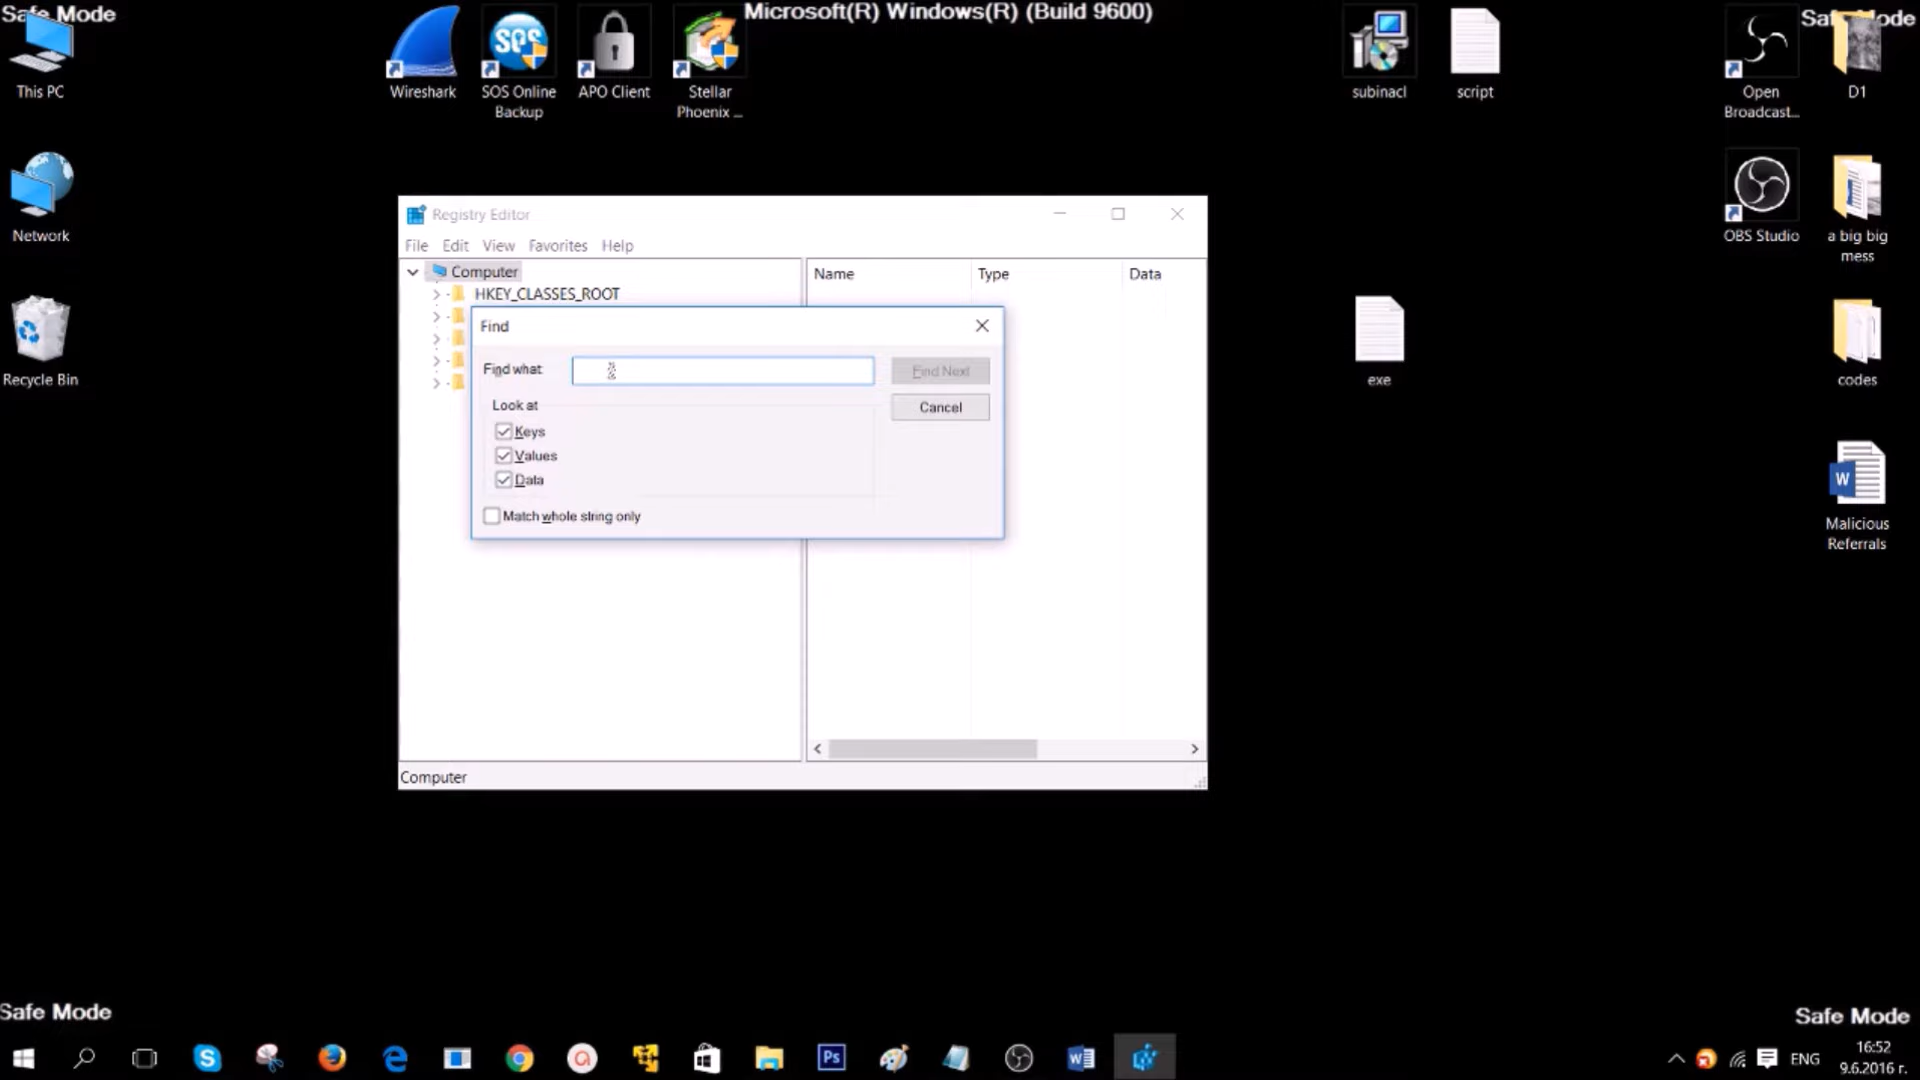 Safe Mode
Microsoft(R) Windows(R) (Build 9600)
Safe Mode
This PC
Wireshark
SOS Online
Backup
APO Client
Stellar
Phoenix ...
subinacl
script
Open
Broadcast...
D1
Network
OBS Studio
a big big
mess
Recycle Bin
exe
codes
Malicious
Referrals
Registry Editor
File Edit View Favorites Help
Computer
HKEY_CLASSES_ROOT
Name Type Data
Find
Find what
Find Next
Look at
Cancel
Keys
Values
Data
Match whole string only
Computer
Safe Mode
Safe Mode
ENG
16:52
9.6.2016 г.